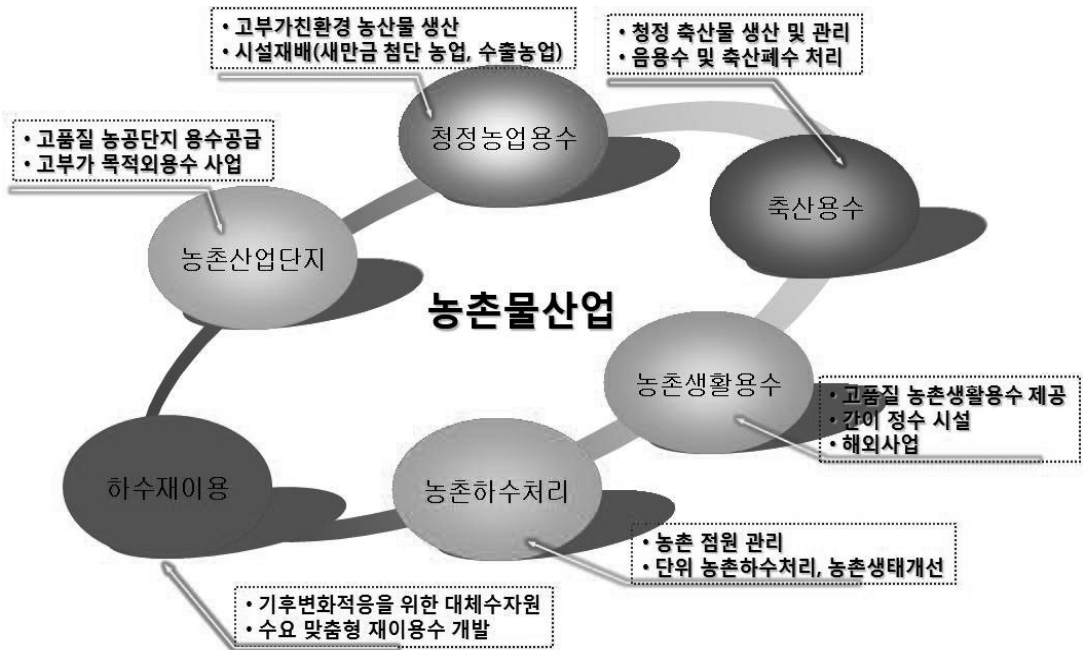 • 고부가친환경 농산물 생산
• 시설재배(새만금 첨단 농업, 수출농업)
• 청정 축산물 생산 및 관리
• 음용수 및 축산폐수 처리
• 고품질 농공단지 용수공급
• 고부가 목적외용수 사업
청정농업용수
축산용수
농촌산업단지
농촌물산업
농촌생활용수
• 고품질 농촌생활용수 제공
• 간이 정수 시설
• 해외사업
하수재이용
농촌하수처리
• 농촌 점원 관리
• 단위 농촌하수처리, 농촌생태개선
• 기후변화적응을 위한 대체수자원
• 수요 맞춤형 재이용수 개발